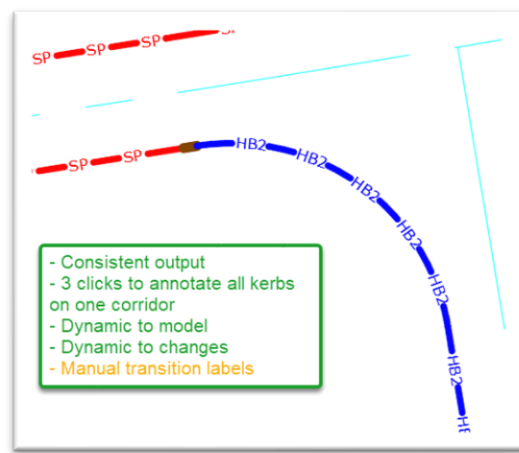 SP SP SP S
SP SP HB2 HB2
HB2
HB2
HB2
HB2
- Consistent output
- 3 clicks to annotate all kerbs
on one corridor
- Dynamic to model
- Dynamic to changes
- Manual transition labels